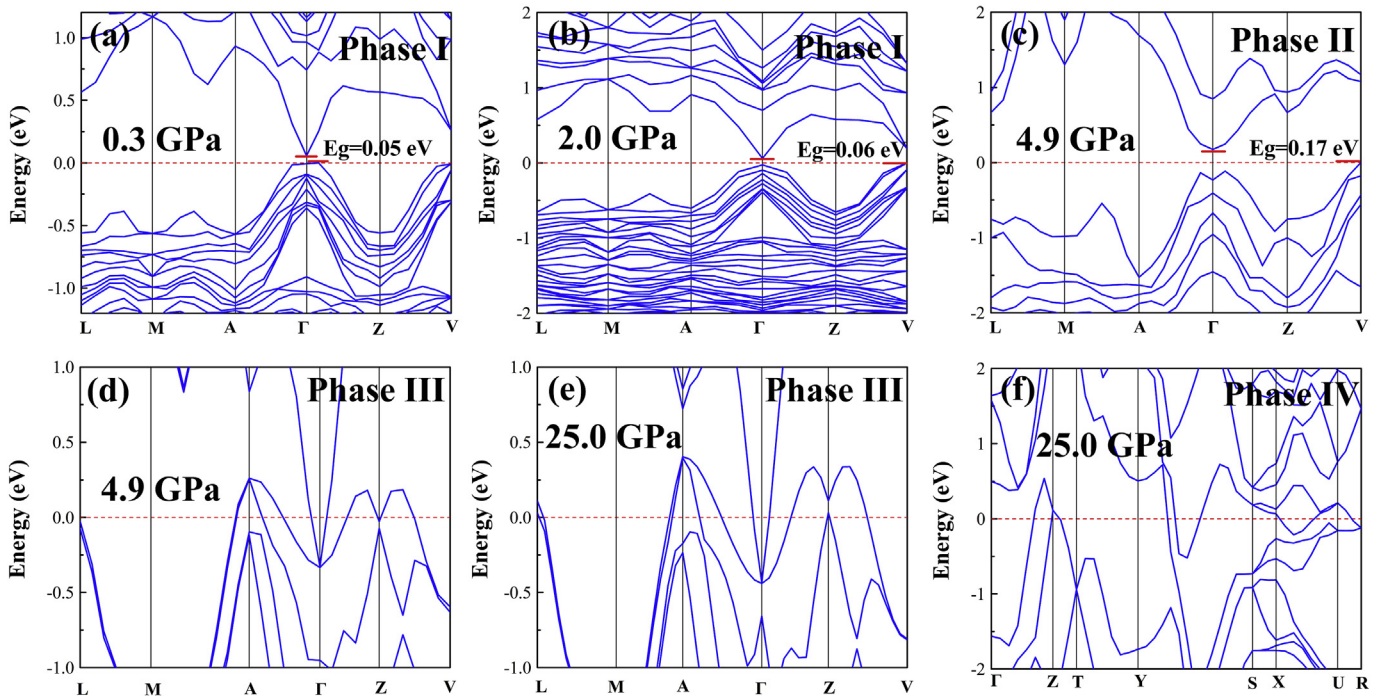 (a)
Phase I
1.0
0.5
0.0
-0.5
-1.0
Energy (eV)
0.3 GPa
Eg=0.05 eV
L M A Γ Z V
(b)
Phase I
2
1
0
-1
-2
Energy (eV)
2.0 GPa
Eg=0.06 eV
L M A Γ Z V
(c)
Phase II
2
1
0
-1
-2
Energy (eV)
4.9 GPa
Eg=0.17 eV
L M A Γ Z V
(d)
Phase III
1.0
0.5
0.0
-0.5
-1.0
Energy (eV)
4.9 GPa
L M A Γ Z V
(e)
Phase III
1.0
0.5
0.0
-0.5
-1.0
Energy (eV)
25.0 GPa
L M A Γ Z V
(f)
Phase IV
2
1
0
-1
-2
Energy (eV)
25.0 GPa
Γ Z T Y S X U R